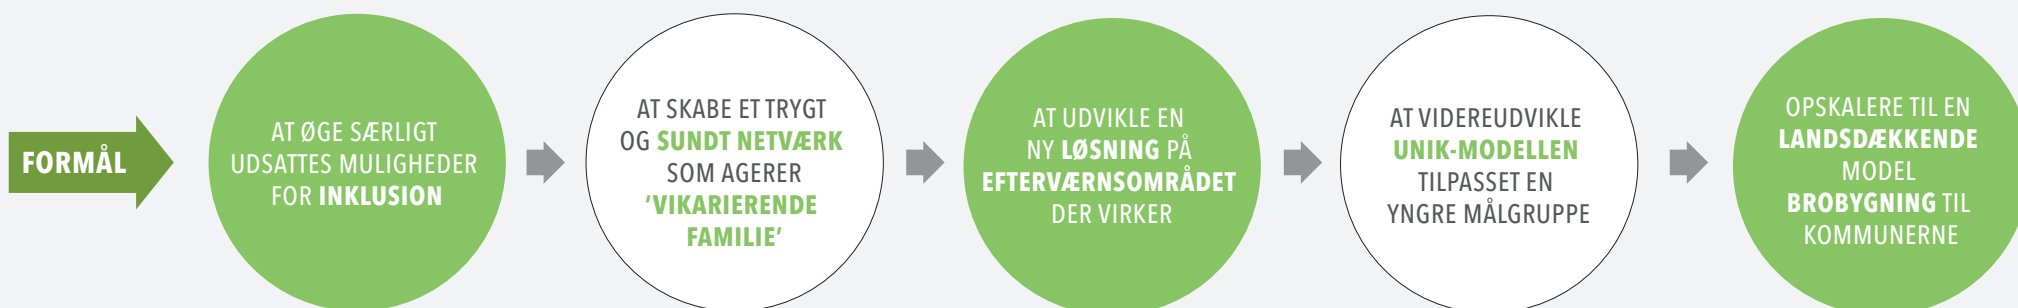 FORMÅL
AT ØGE SÆRLIGT
UDSATTES MULIGHEDER
FOR INKLUSION
AT SKABE ET TRYGT
OG SUNDT NETVÆRK
SOM AGERER
‘VIKARIERENDE
FAMILIE’
AT UDVIKLE EN
NY LØSNING PÅ
EFTERVÆRNSOMRÅDET
DER VIRKER
AT VIDEREUDVIKLE
UNIK-MODELLEN
TILPASSET EN
YNGRE MÅLGRUPPE
OPSKALERE TIL EN
LANDSDÆKKENDE
MODEL
BROBYGNING TIL
KOMMUNERNE